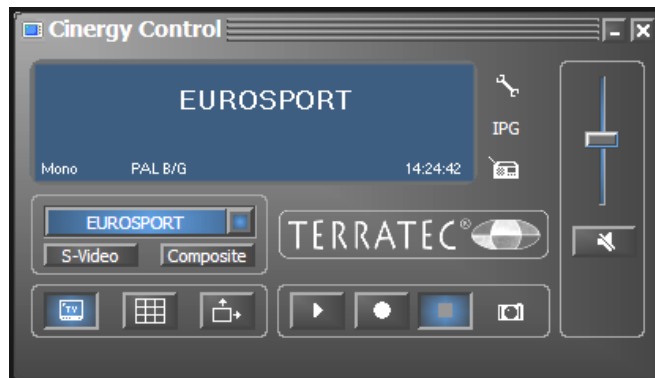 Cinergy Control
EUROSPORT
IPG
Mono PAL B/G 14:24:42
EUROSPORT
S-Video Composite
TERRATEC®
TV